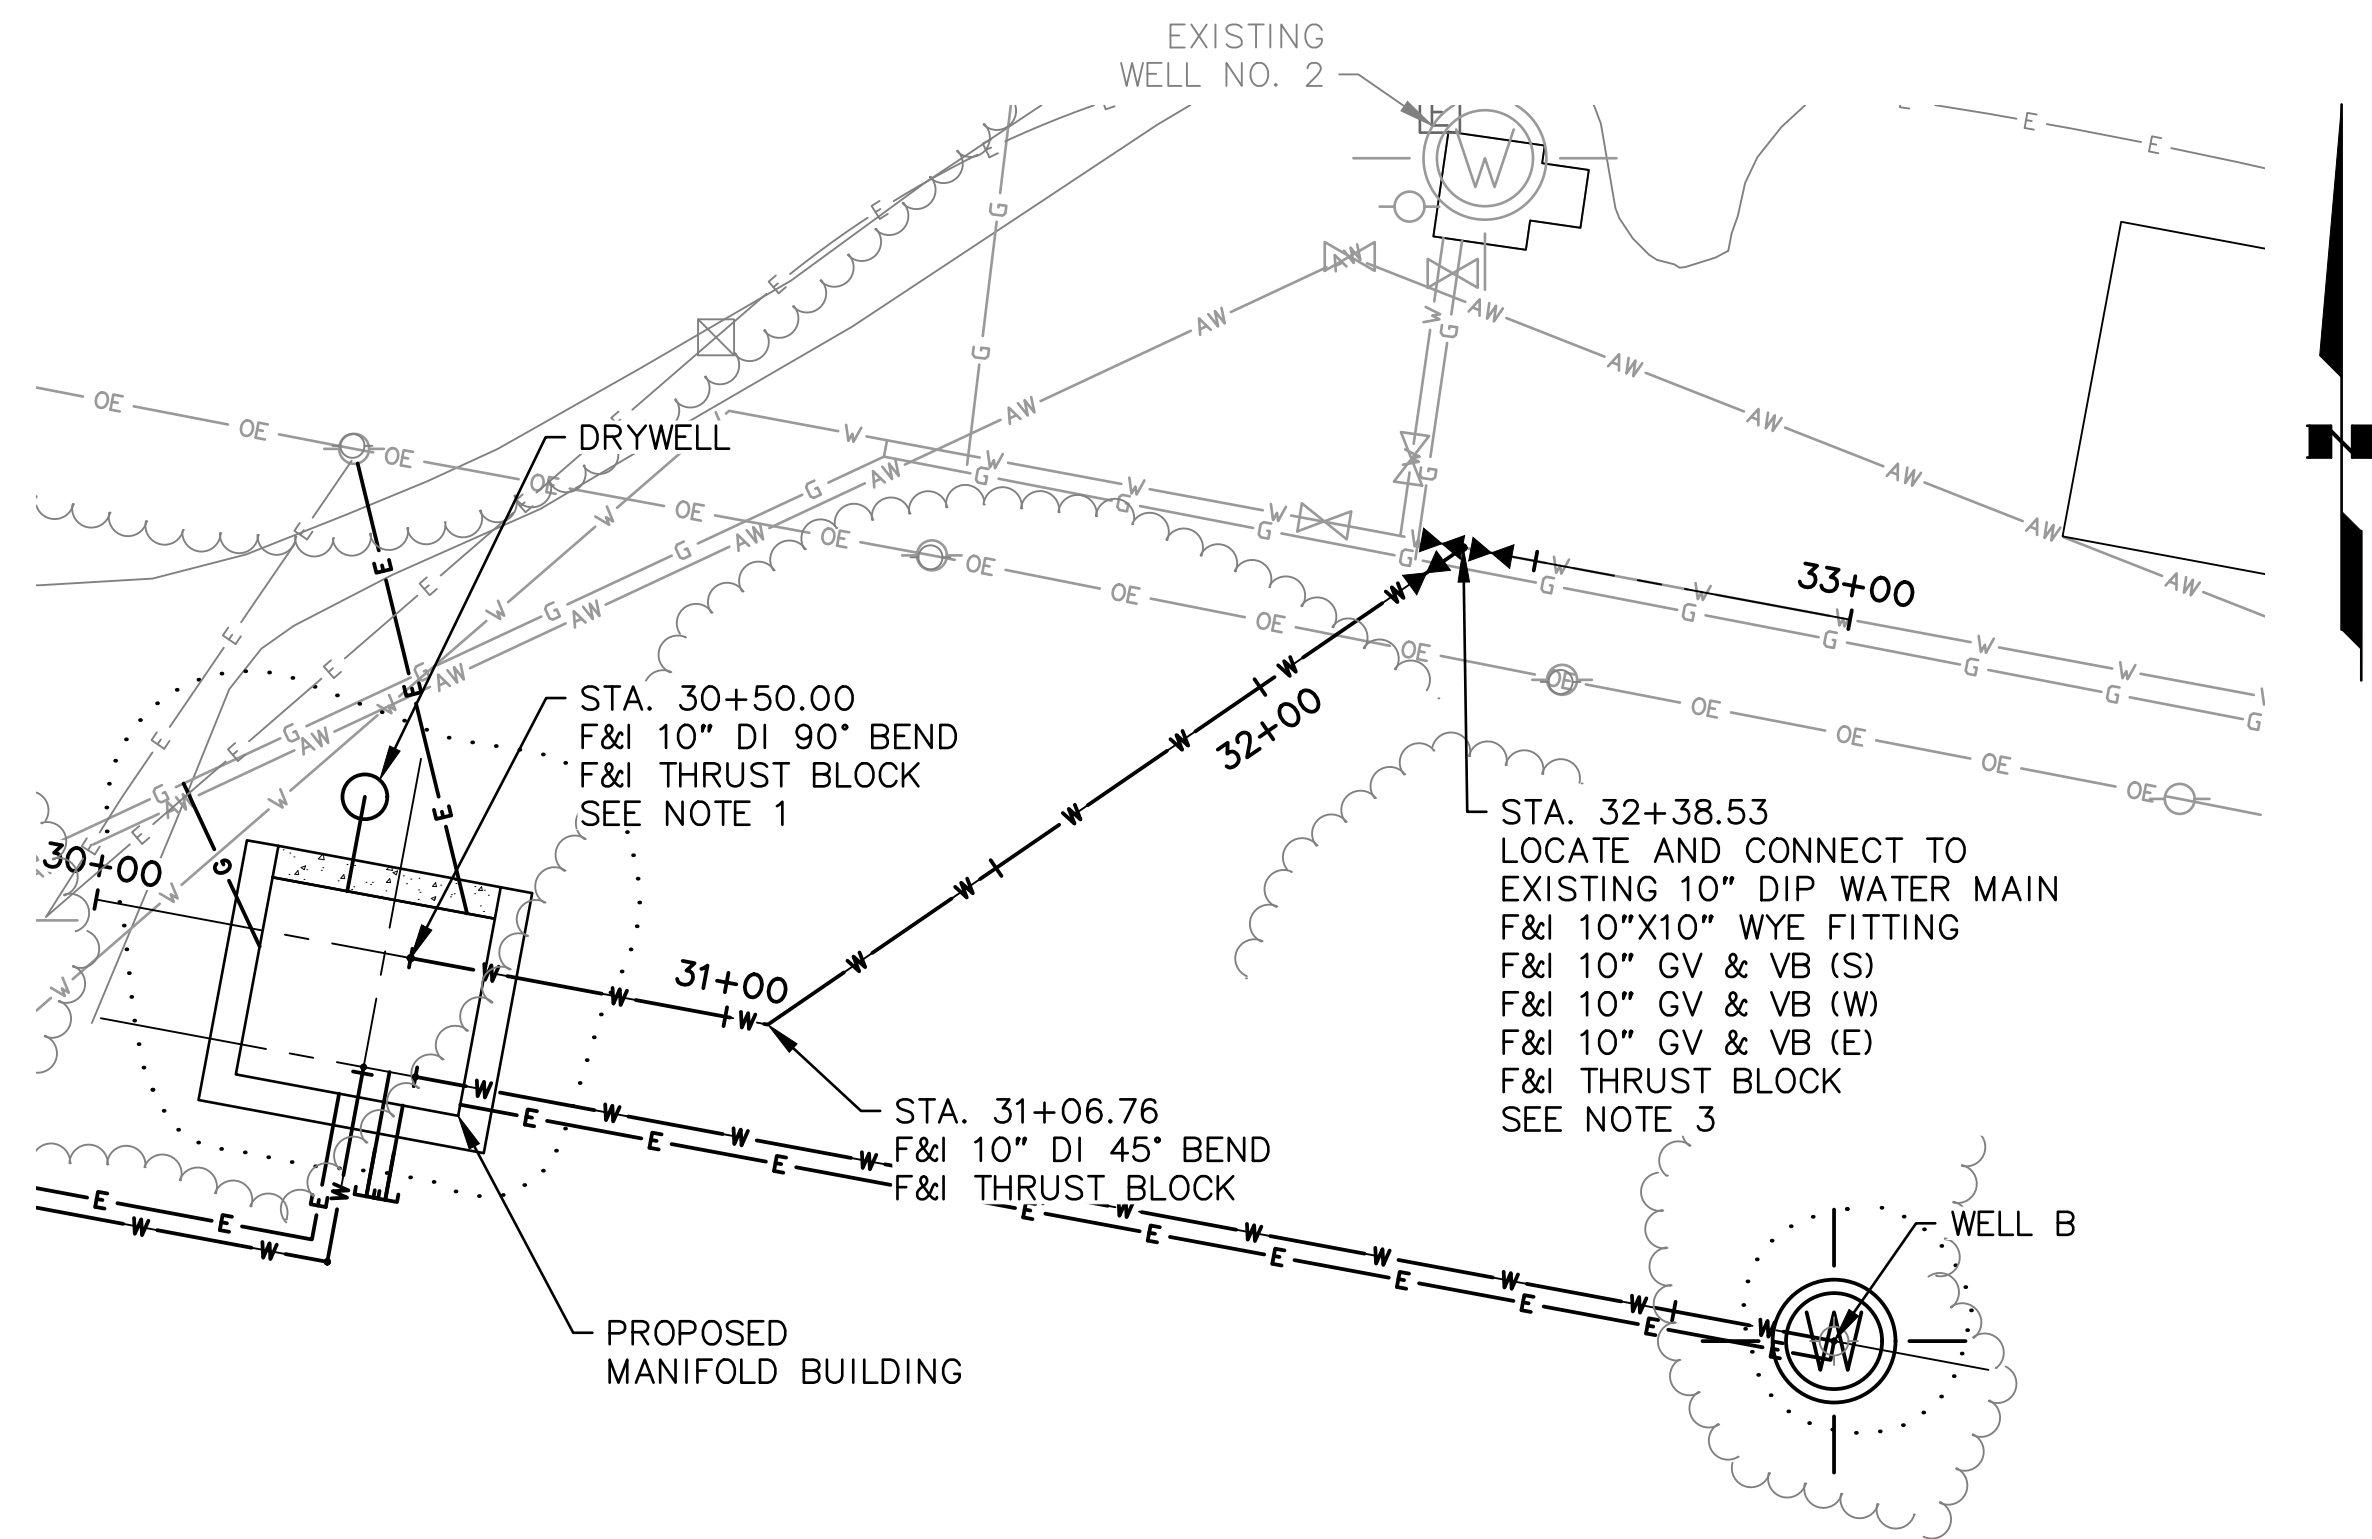 EXISTING
WELL NO. 2
DRYWELL
STA. 30+50.00
F&I 10" DI 90° BEND
F&I THRUST BLOCK
SEE NOTE 1
30+00
31+00
32+00
33+00
STA. 32+38.53
LOCATE AND CONNECT TO
EXISTING 10" DIP WATER MAIN
F&I 10"X10" WYE FITTING
F&I 10" GV & VB (S)
F&I 10" GV & VB (W)
F&I 10" GV & VB (E)
F&I THRUST BLOCK
SEE NOTE 3
STA. 31+06.76
F&I 10" DI 45° BEND
F&I THRUST BLOCK
WELL B
PROPOSED
MANIFOLD BUILDING